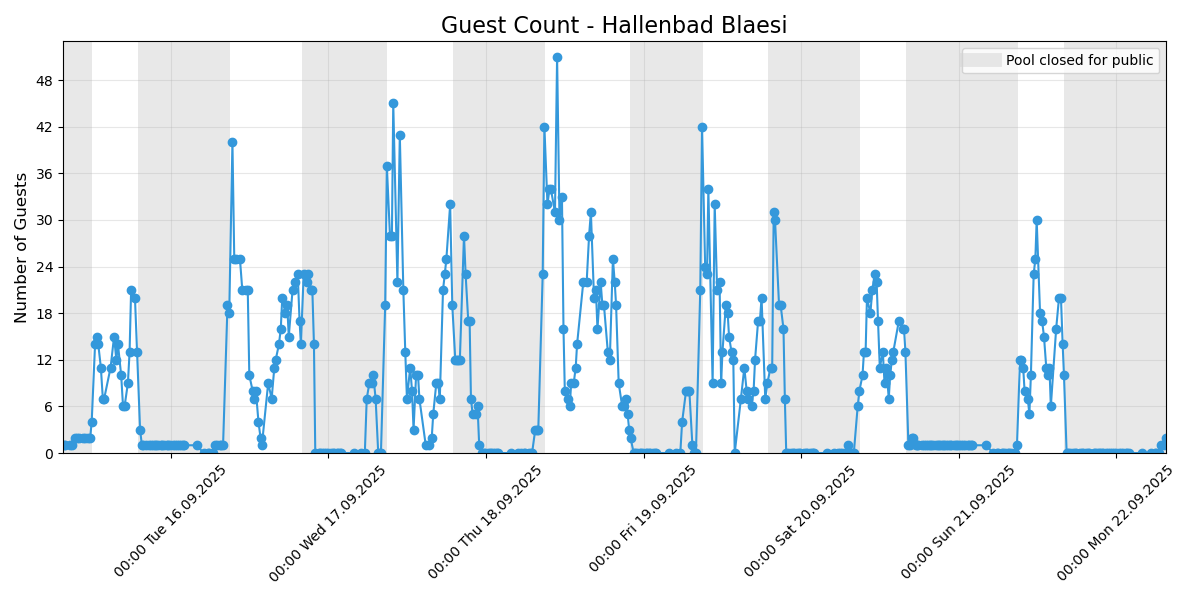 Guest Count - Hallenbad Blaesi
Pool closed for public
Number of Guests
48
42
36
30
24
18
12
6
0
00:00 Tue 16.09.2025
00:00 Wed 17.09.2025
00:00 Thu 18.09.2025
00:00 Fri 19.09.2025
00:00 Sat 20.09.2025
00:00 Sun 21.09.2025
00:00 Mon 22.09.2025